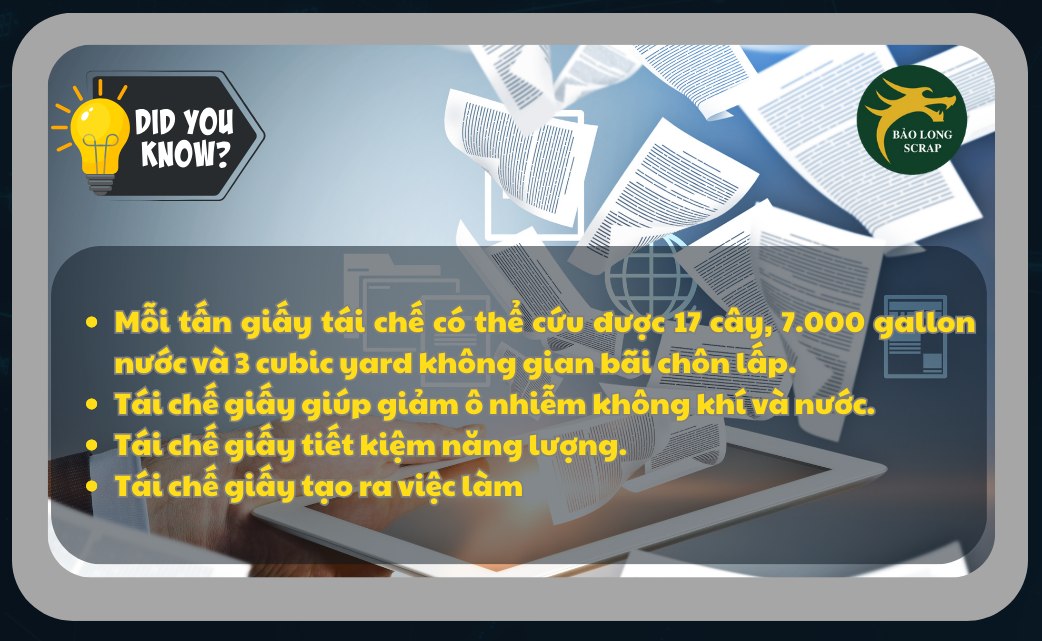 DID YOU
KNOW?
BẢO LONG
SCRAP
• Mỗi tấn giấy tái chế có thể cứu được 17 cây, 7.000 gallon
nước và 3 cubic yard không gian bãi chôn lấp.
• Tái chế giấy giúp giảm ô nhiễm không khí và nước.
• Tái chế giấy tiết kiệm năng lượng.
• Tái chế giấy tạo ra việc làm